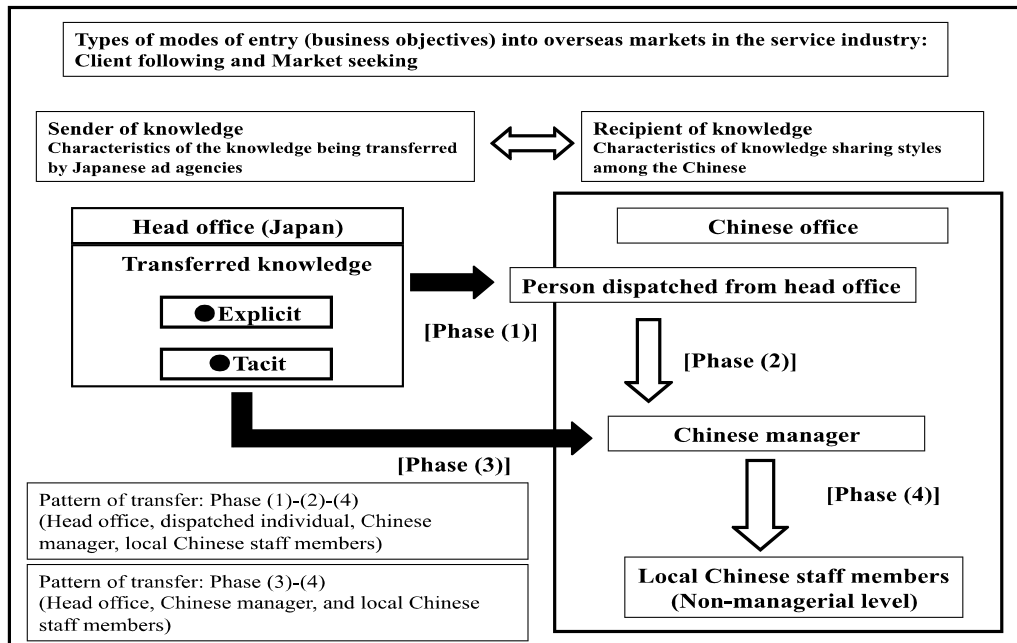 Types of modes of entry (business objectives) into overseas markets in the service industry:
Client following and Market seeking
Sender of knowledge
Characteristics of the knowledge being transferred
by Japanese ad agencies
Recipient of knowledge
Characteristics of knowledge sharing styles
among the Chinese
Head office (Japan)
Transferred knowledge
●Explicit
●Tacit
Chinese office
Person dispatched from head office
[Phase (1)]
[Phase (2)]
Chinese manager
[Phase (3)]
[Phase (4)]
Local Chinese staff members
(Non-managerial level)
Pattern of transfer: Phase (1)-(2)-(4)
(Head office, dispatched individual, Chinese
manager, local Chinese staff members)
Pattern of transfer: Phase (3)-(4)
(Head office, Chinese manager, and local Chinese
staff members)